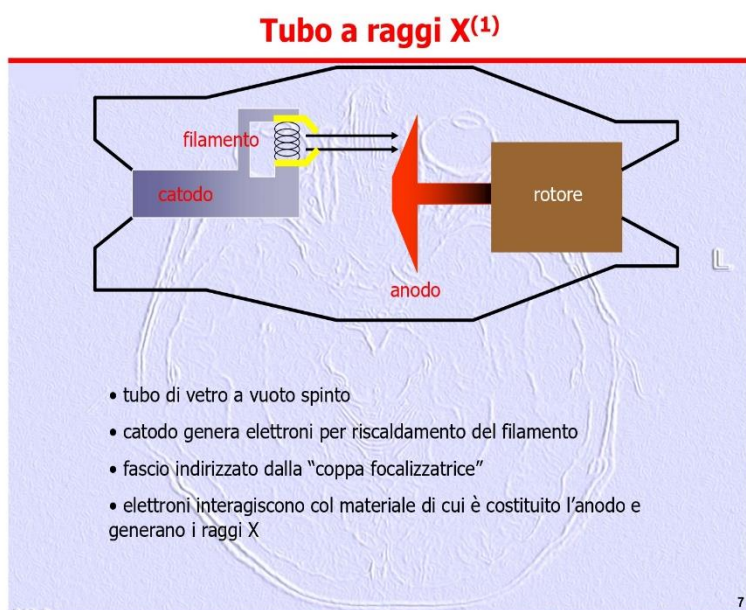 Tubo a raggi X(1)
filamento
catodo
rotore
anodo
L
• tubo di vetro a vuoto spinto
• catodo genera elettroni per riscaldamento del filamento
• fascio indirizzato dalla “coppa focalizzatrice”
• elettroni interagiscono col materiale di cui è costituito l’anodo e
generano i raggi X
7